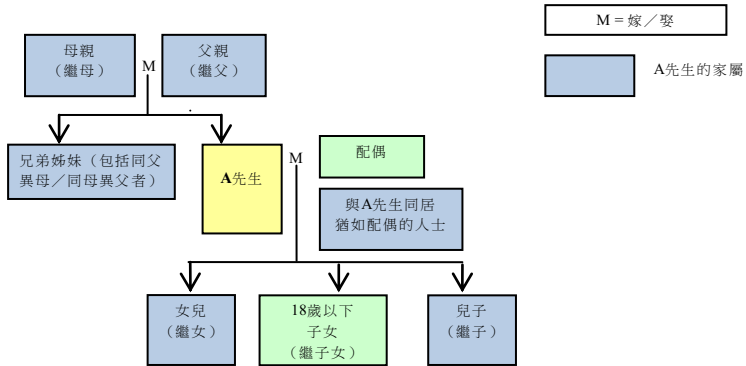 M = 嫁／娶
A先生的家屬
母親
（繼母）
M
父親
（繼父）
兄弟姊妹（包括同父
異母／同母異父者）
A先生
M
配偶
與A先生同居
猶如配偶的人士
女兒
（繼女）
18歲以下
子女
（繼子女）
兒子
（繼子）